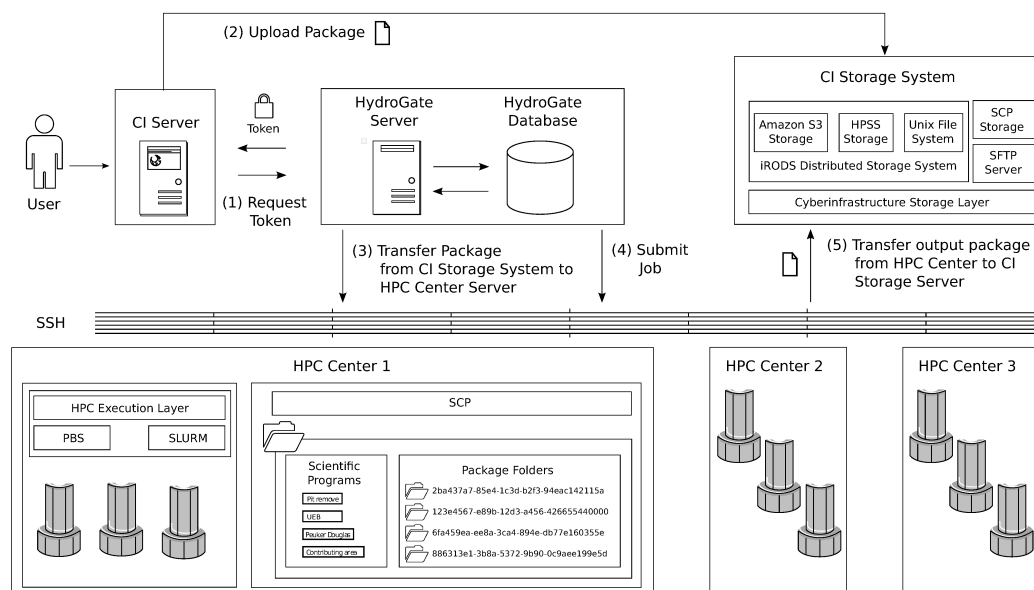 (2) Upload Package
CI Server
Token
(1) Request
Token
User
HydroGate
Server
HydroGate
Database
CI Storage System
Amazon S3
Storage
HPSS
Storage
Unix File
System
iRODS Distributed Storage System
SCP
Storage
SFTP
Server
Cyberinfrastructure Storage Layer
(3) Transfer Package
from CI Storage System to
HPC Center Server
(4) Submit
Job
(5) Transfer output package
from HPC Center to CI
Storage Server
SSH
HPC Center 1
HPC Execution Layer
PBS
SLURM
SCP
Scientific
Programs
Pit remove
UEB
Peuker Douglas
Contributing area
Package Folders
2ba437a7-85e4-1c3d-b2f3-94eac142115a
123e4567-e89b-12d3-a456-426655440000
6fa459ea-ee8a-3ca4-894e-db77e160355e
886313e1-3b8a-5372-9b90-0c9aee199e5d
HPC Center 2
HPC Center 3